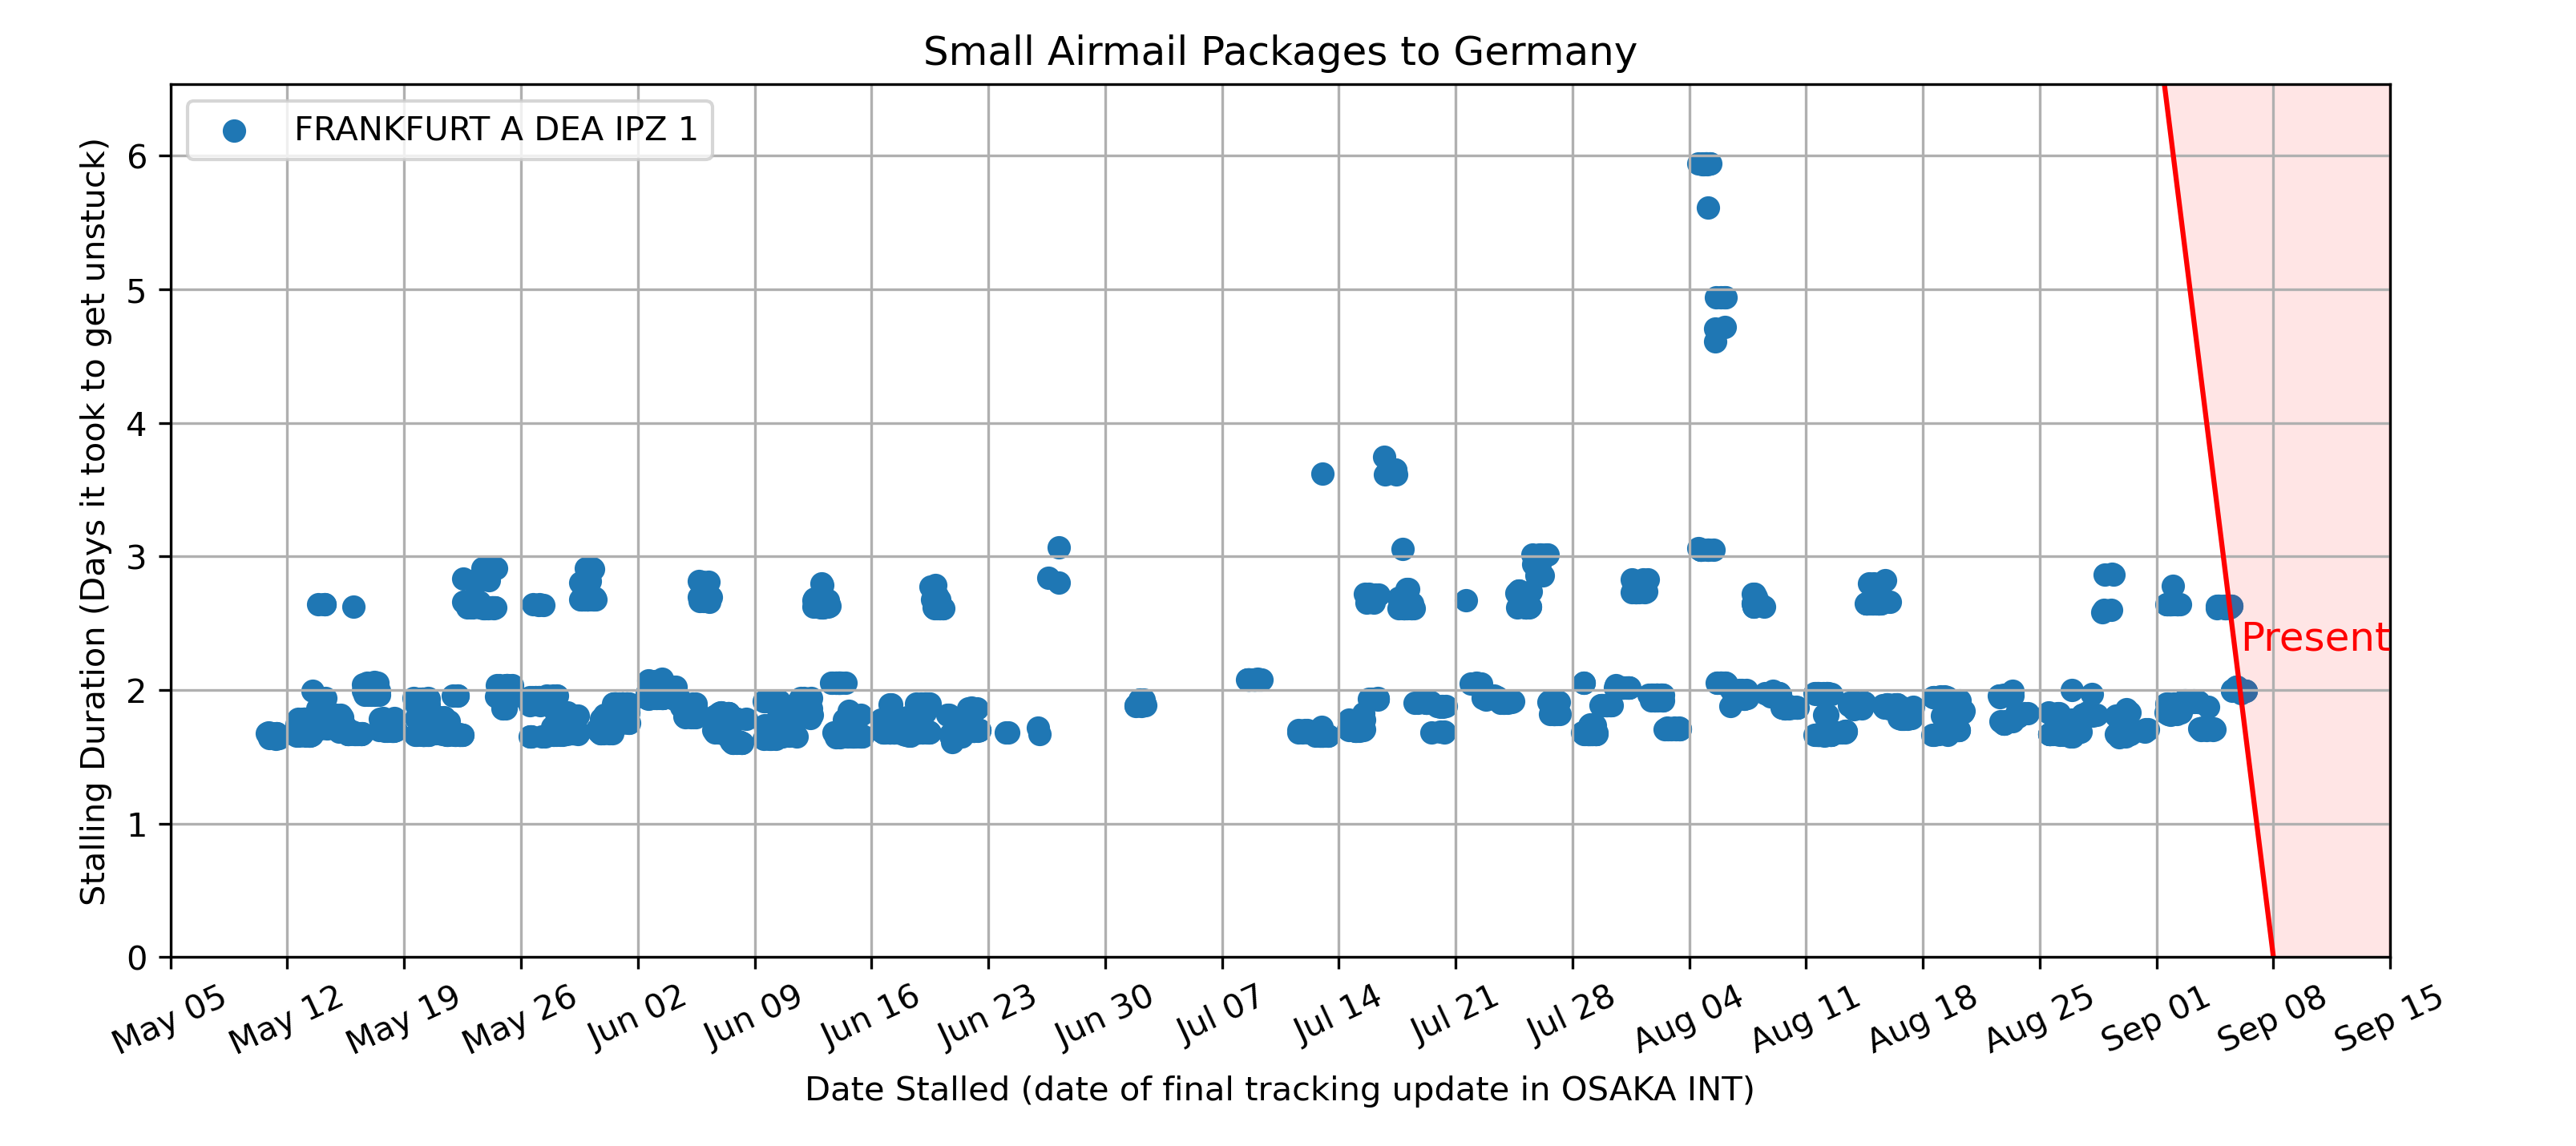 Small Airmail Packages to Germany
FRANKFURT A DEA IPZ 1
Stalling Duration (Days it took to get unstuck)
6
5
4
3
2
1
0
Present
May 05 May 12 May 19 May 26 Jun 02 Jun 09 Jun 16 Jun 23 Jun 30 Jul 07 Jul 14 Jul 21 Jul 28 Aug 04 Aug 11 Aug 18 Aug 25 Sep 01 Sep 08 Sep 15
Date Stalled (date of final tracking update in OSAKA INT)